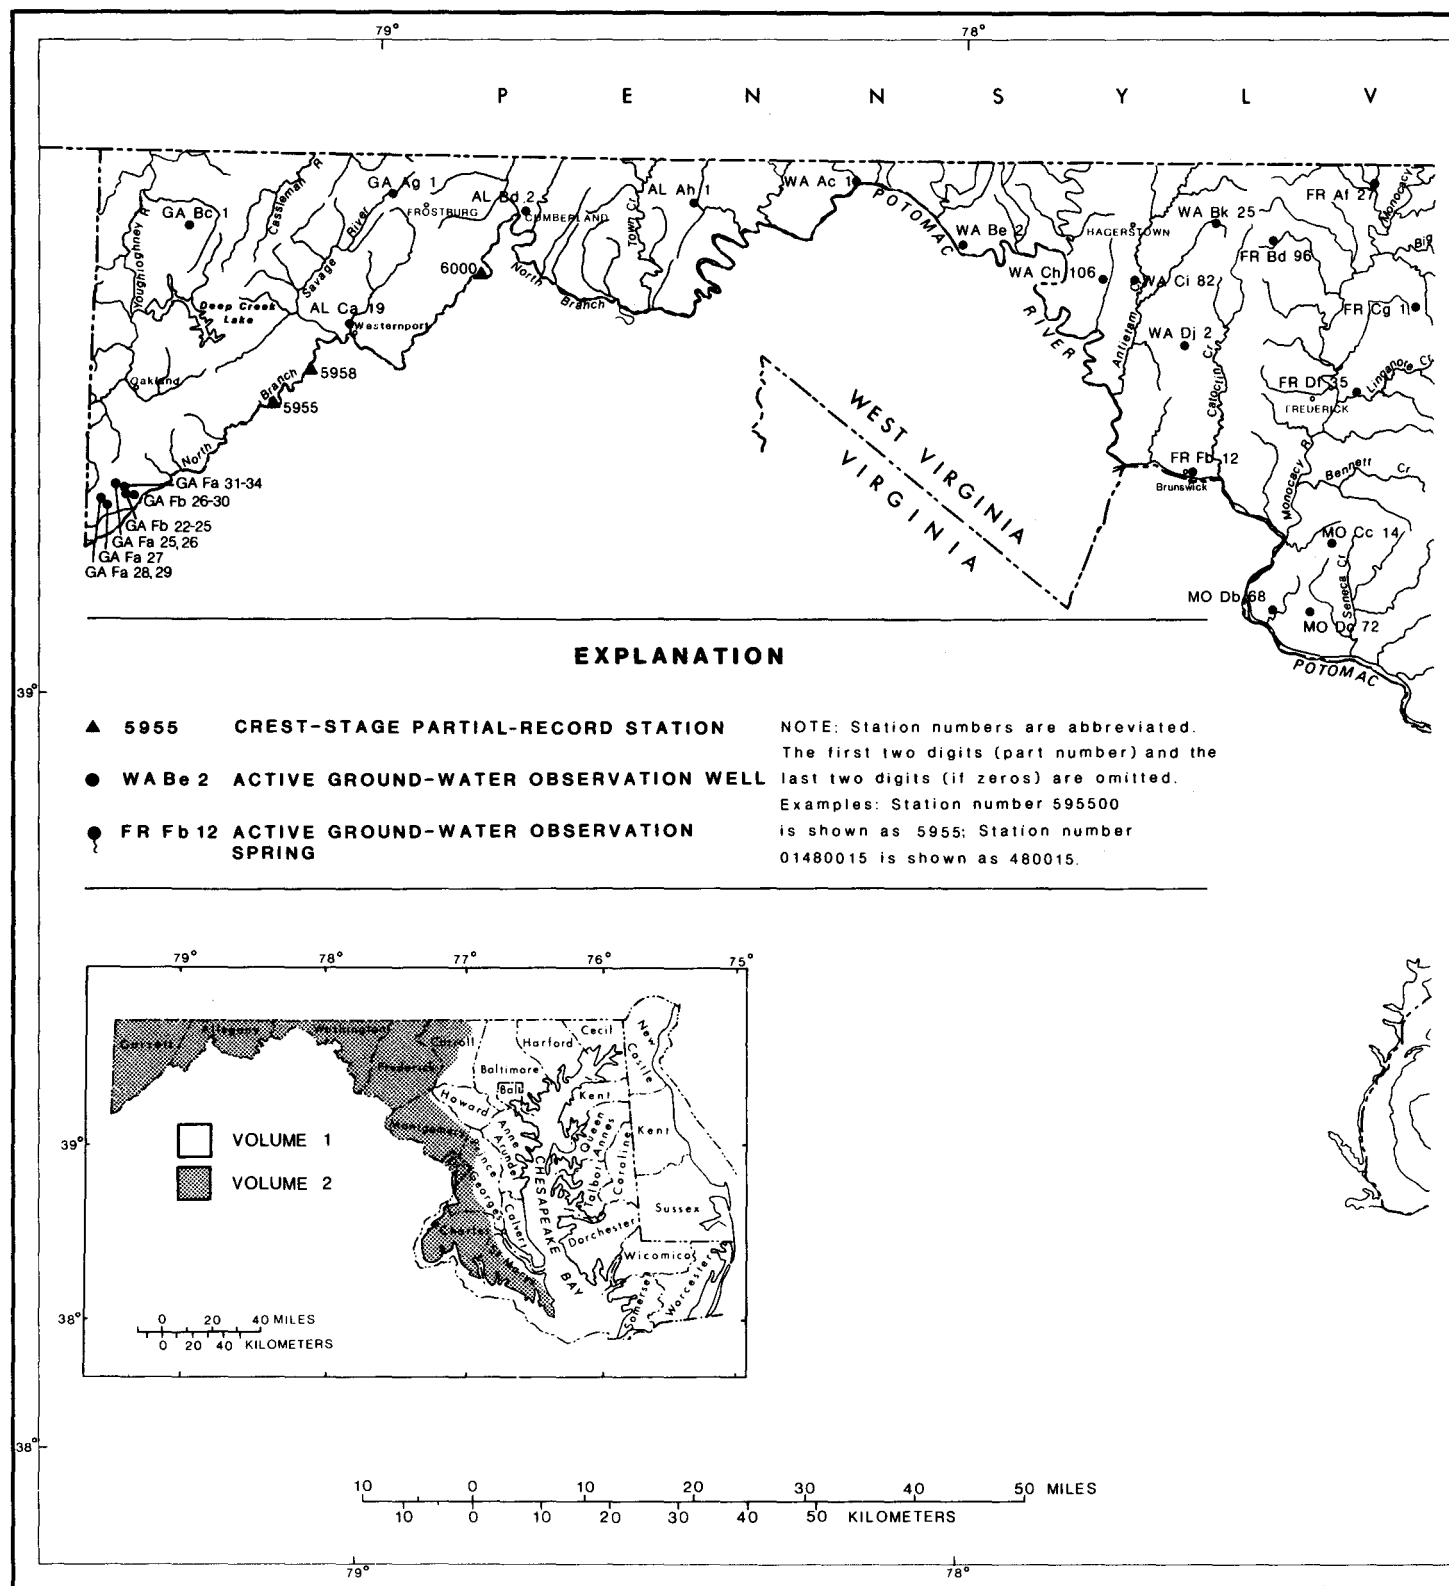 79°
78°
P E N N S Y L V
GA Bc 1
Youghiogheny R
Cassleman R
GA Ag 1
FROSTBURG
Savage River
AL Bd 2
CUMBERLAND
Town Cr
AL Ah 1
WA Ac 1
POTOMAC
WA Be 2
HAGERSTOWN
WA Bk 25
FR Af 27
Monocacy
Big
FR Bd 96
Deep Creek
Lake
AL Ca 19
Westernport
6000
North Branch
WA Ch 106
RIVER
WA Ci 82
Antietam
WA Dj 2
Catoctin Cr
FR Cg 1
Oakland
5958
5955
North Branch
FR Df 35
FREDERICK
Linganore Cr
WEST VIRGINIA
VIRGINIA
FR Fb 12
Brunswick
Monocacy R
Bennett Cr
GA Fa 31-34
GA Fb 26-30
GA Fb 22-25
GA Fa 25, 26
GA Fa 27
GA Fa 28, 29
MO Cc 14
Seneca Cr
MO Db 68
MO Dc 72
POTOMAC
EXPLANATION
39°
5955 CREST-STAGE PARTIAL-RECORD STATION
WA Be 2 ACTIVE GROUND-WATER OBSERVATION WELL
FR Fb 12 ACTIVE GROUND-WATER OBSERVATION
SPRING
NOTE: Station numbers are abbreviated.
The first two digits (part number) and the
last two digits (if zeros) are omitted.
Examples: Station number 595500
is shown as 5955; Station number
01480015 is shown as 480015.
79° 78° 77° 76° 75°
Garrett
Allegany
Washington
Frederick
Carroll
Baltimore
Balt
Harford
Cecil
New Castle
Howard
Montgomery
Prince Georges
Anne Arundel
Calvert
Charles
St Marys
CHESAPEAKE BAY
Kent
Queen Annes
Talbot
Caroline
Kent
Dorchester
Sussex
Wicomico
Somerset
Worcester
39°
VOLUME 1
VOLUME 2
38°
0 20 40 MILES
0 20 40 KILOMETERS
38°
10 0 10 20 30 40 50 MILES
10 0 10 20 30 40 50 KILOMETERS
79°
78°